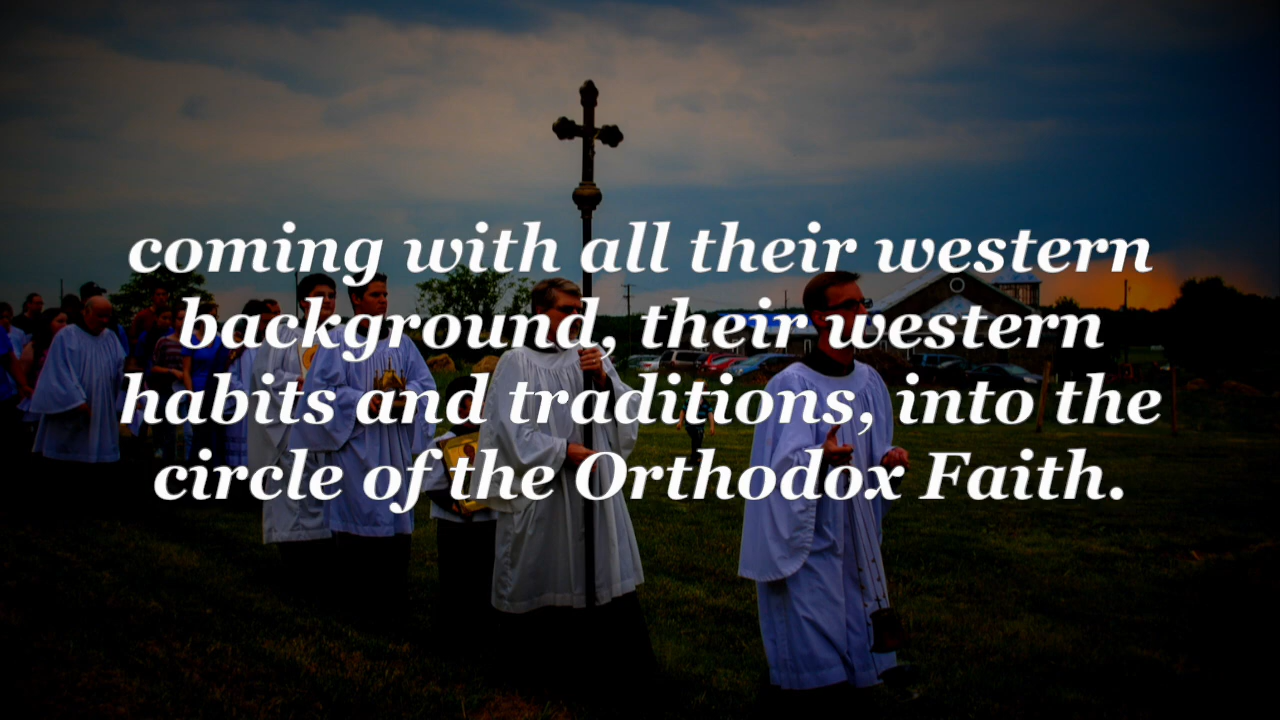 coming with all their western
background, their western
habits and traditions, into the
circle of the Orthodox Faith.